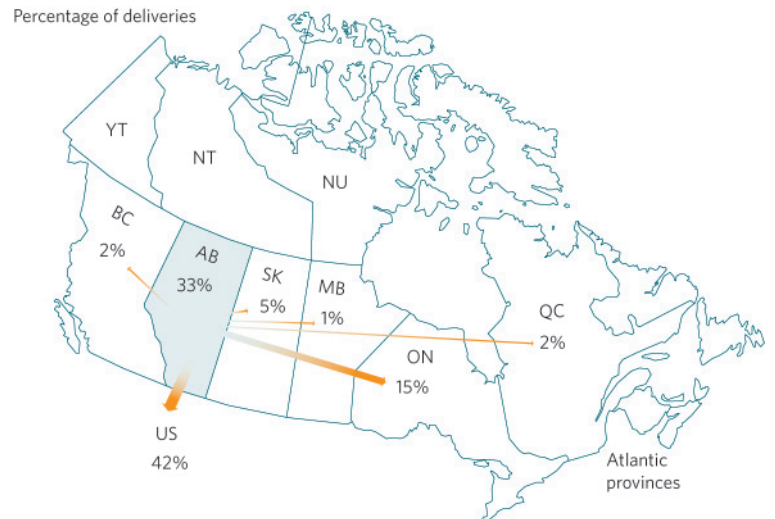 Percentage of deliveries
YT
NT
NU
BC
2%
AB
33%
SK
5%
MB
1%
QC
2%
ON
15%
US
42%
Atlantic
provinces